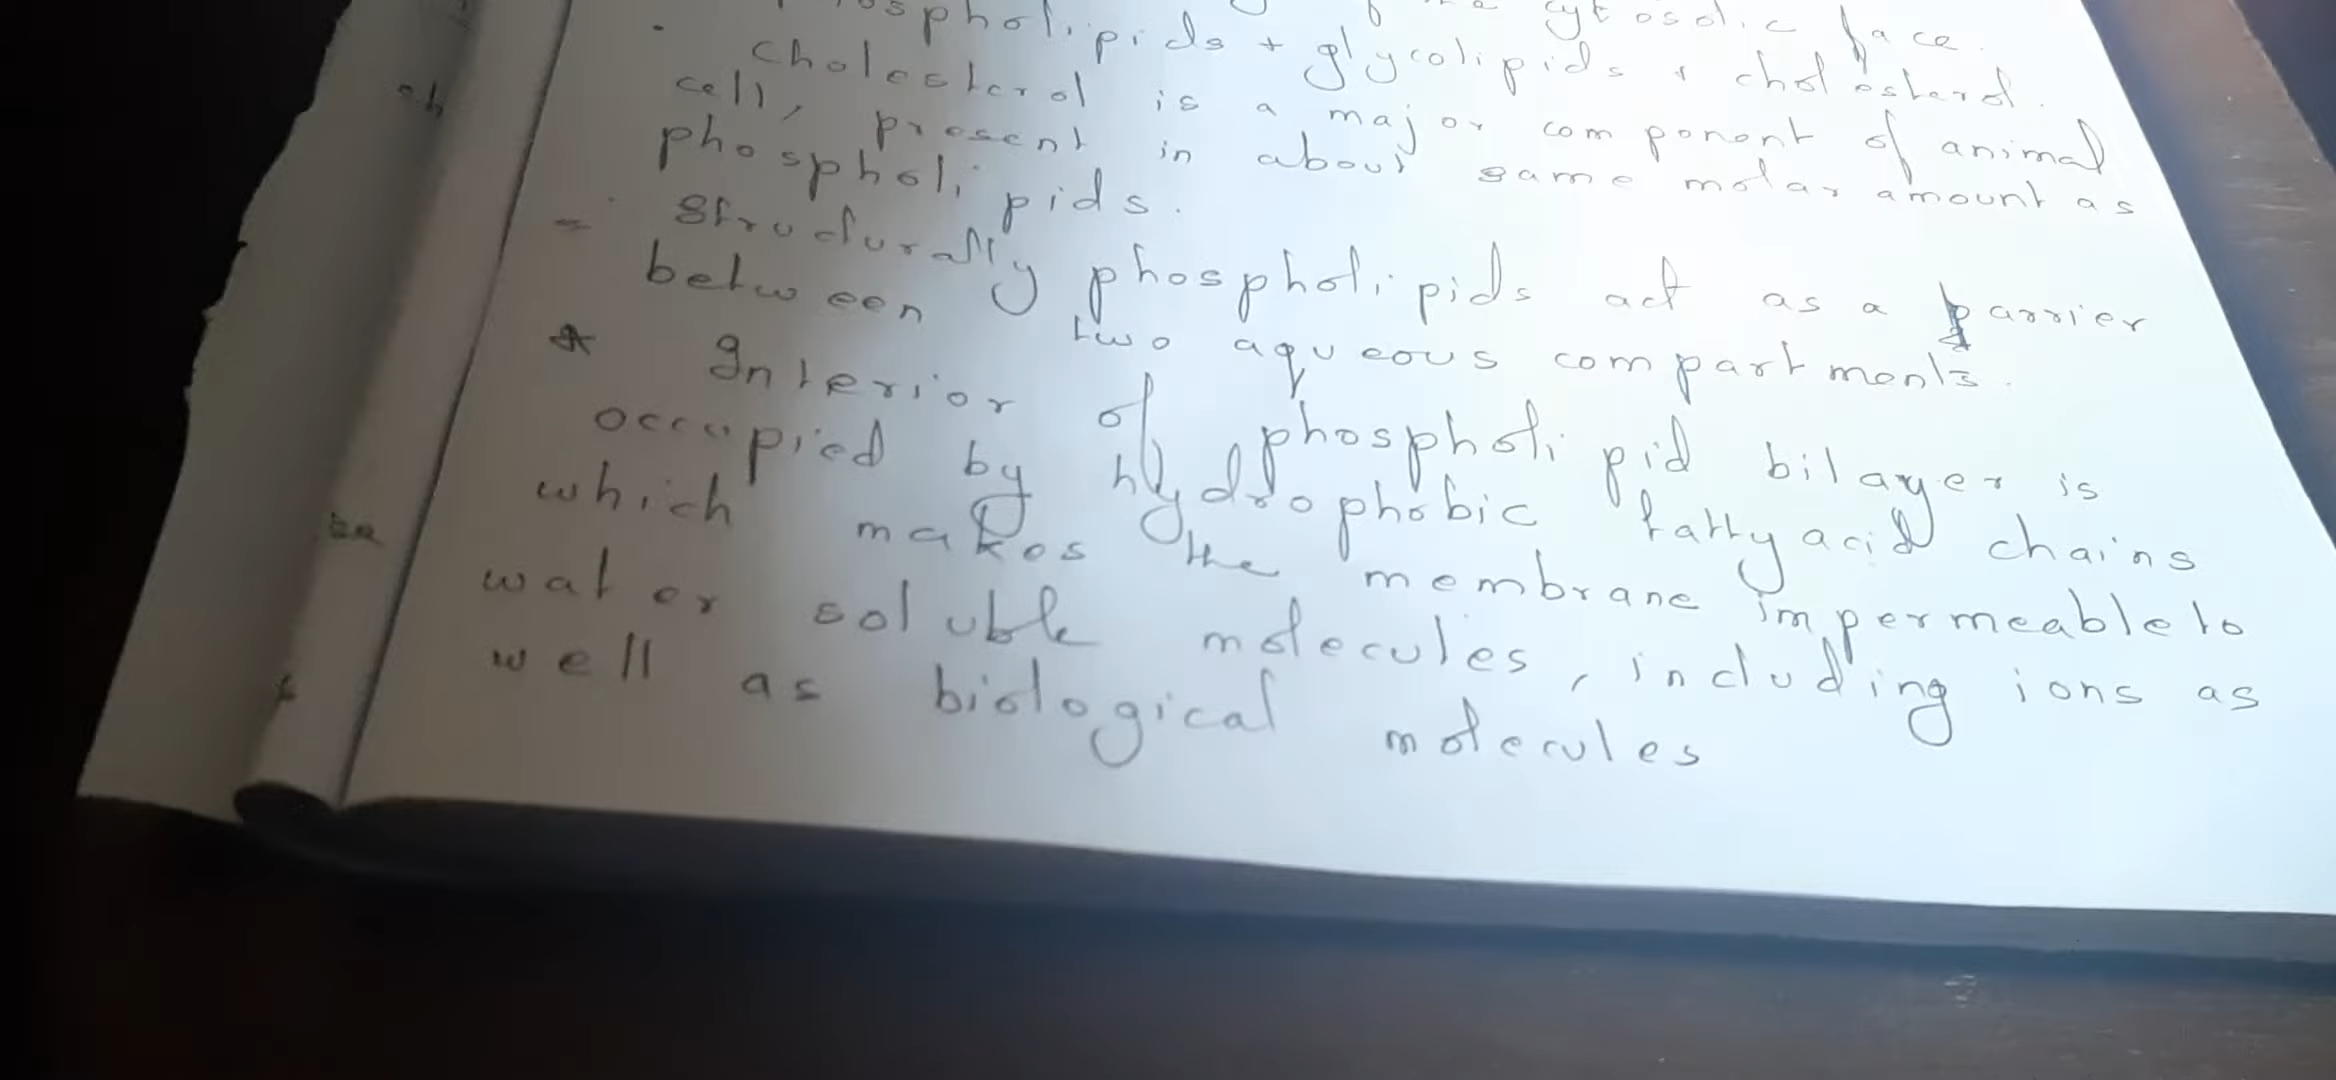 cytosolic face.
phospholipids + glycolipids + cholesterol.
Cholesterol is a major component of animal
cell, present in about same molar amount as
phospholipids.
- Structurally phospholipids act as a barrier
between two aqueous compartments.
* Interior of phospholipid bilayer is
occupied by hydrophobic fatty acid chains
which makes the membrane impermeable to
water soluble molecules, including ions as
well as biological molecules